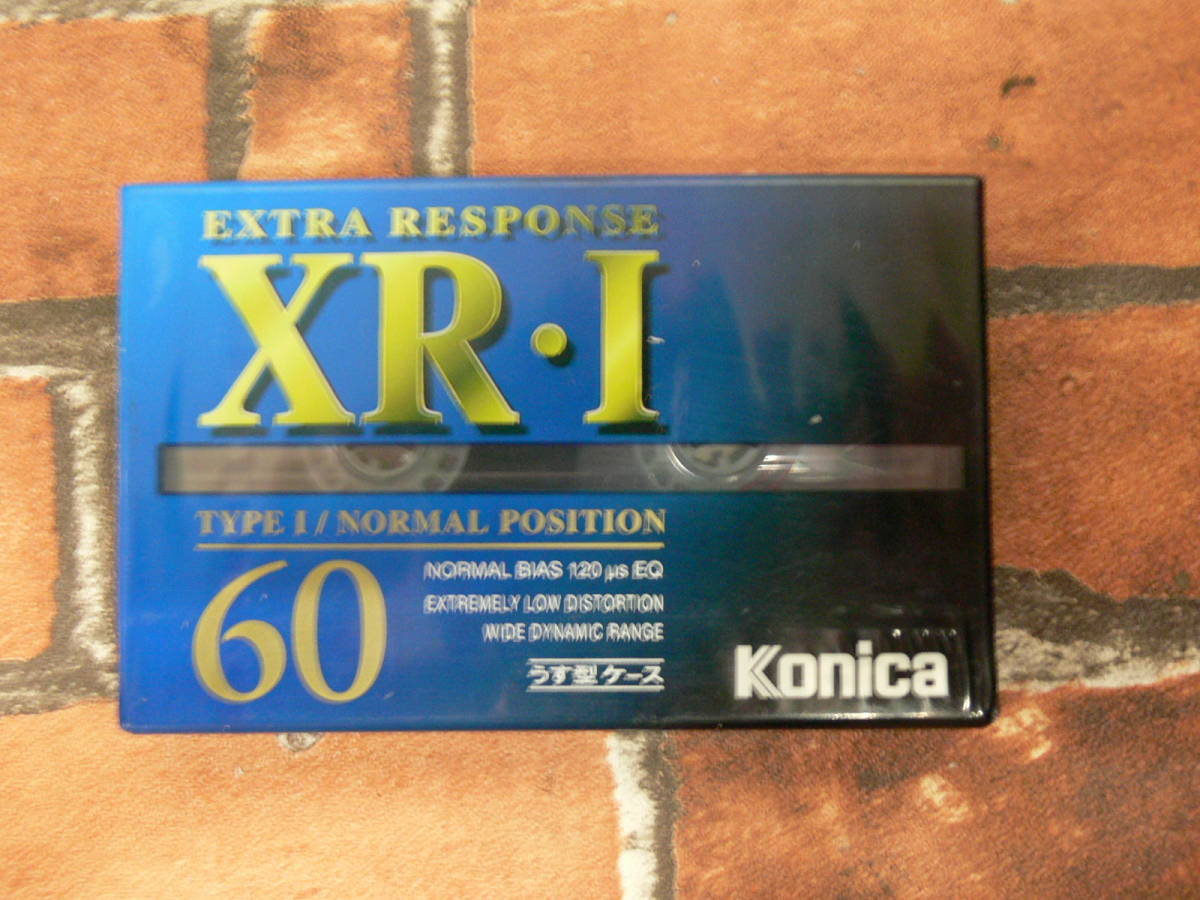 EXTRA RESPONSE
XR·I
TYPE I / NORMAL POSITION
60
NORMAL BIAS 120 µs EQ
EXTREMELY LOW DISTORTION
WIDE DYNAMIC RANGE
うす型ケース
Konica